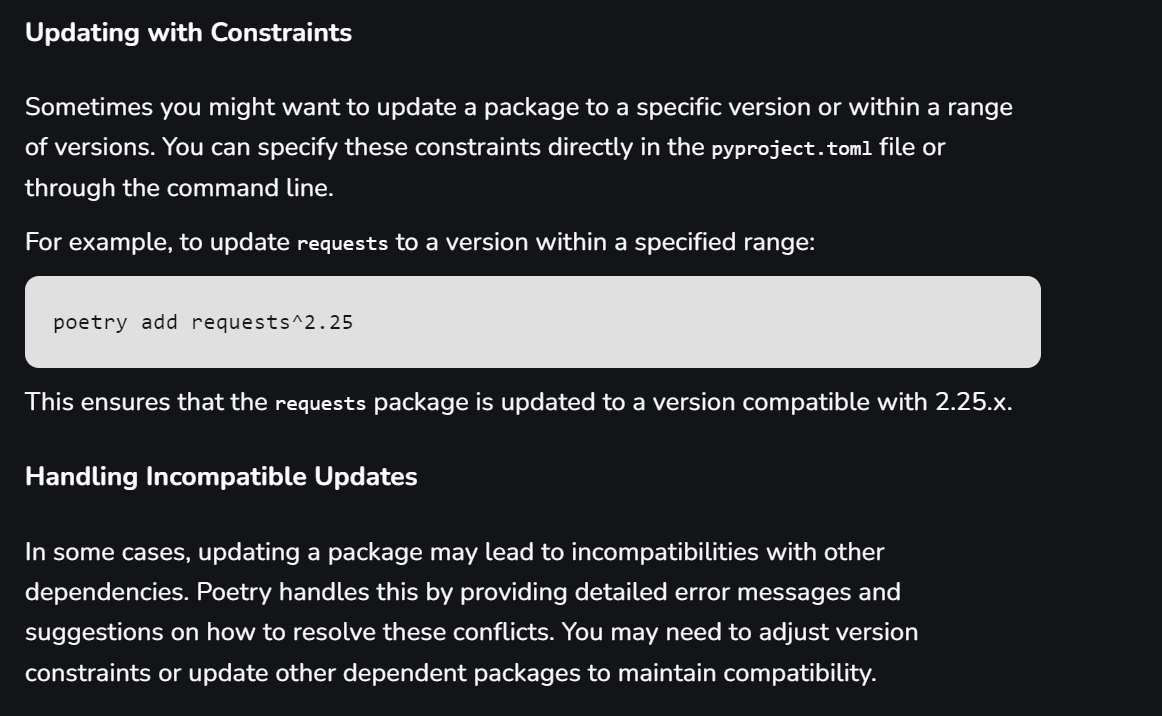 Updating with Constraints
Sometimes you might want to update a package to a specific version or within a range
of versions. You can specify these constraints directly in the pyproject.toml file or
through the command line.
For example, to update requests to a version within a specified range:
poetry add requests^2.25
This ensures that the requests package is updated to a version compatible with 2.25.x.
Handling Incompatible Updates
In some cases, updating a package may lead to incompatibilities with other
dependencies. Poetry handles this by providing detailed error messages and
suggestions on how to resolve these conflicts. You may need to adjust version
constraints or update other dependent packages to maintain compatibility.